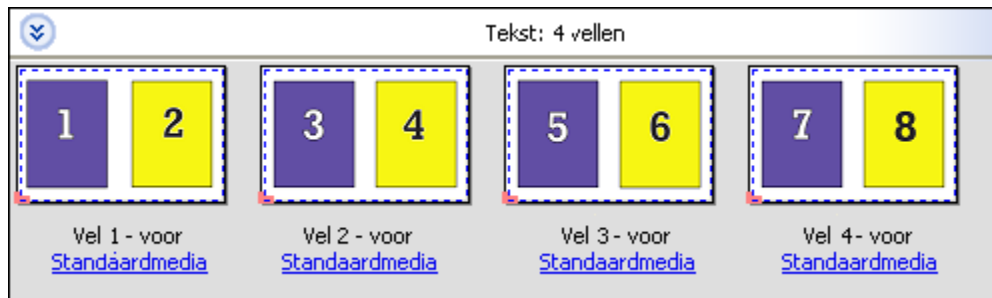 Tekst: 4 vellen
1 2 3 4 5 6 7 8
Vel 1 - voor
Standaardmedia
Vel 2 - voor
Standaardmedia
Vel 3 - voor
Standaardmedia
Vel 4 - voor
Standaardmedia